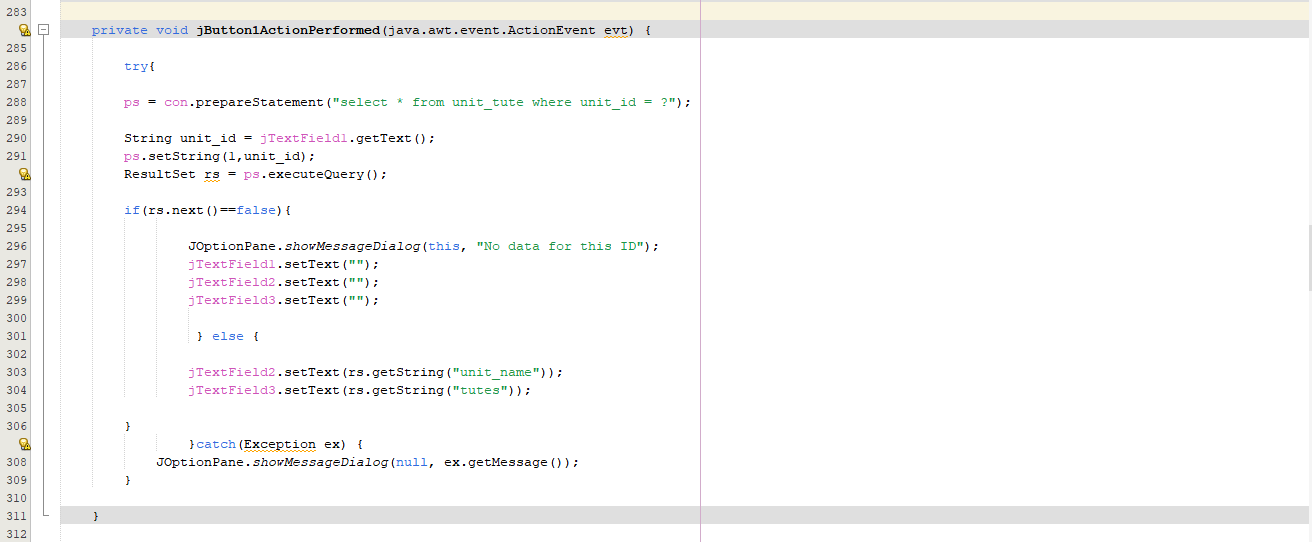 283
private void jButton1ActionPerformed(java.awt.event.ActionEvent evt) {
285
286 try{
287
288 ps = con.prepareStatement("select * from unit_tute where unit_id = ?");
289
290 String unit_id = jTextField1.getText();
291 ps.setString(1,unit_id);
ResultSet rs = ps.executeQuery();
293
294 if(rs.next()==false){
295
296 JOptionPane.showMessageDialog(this, "No data for this ID");
297 jTextField1.setText("");
298 jTextField2.setText("");
299 jTextField3.setText("");
300
301 } else {
302
303 jTextField2.setText(rs.getString("unit_name"));
304 jTextField3.setText(rs.getString("tutes"));
305
306 }
}catch(Exception ex) {
308 JOptionPane.showMessageDialog(null, ex.getMessage());
309 }
310
311 }
312